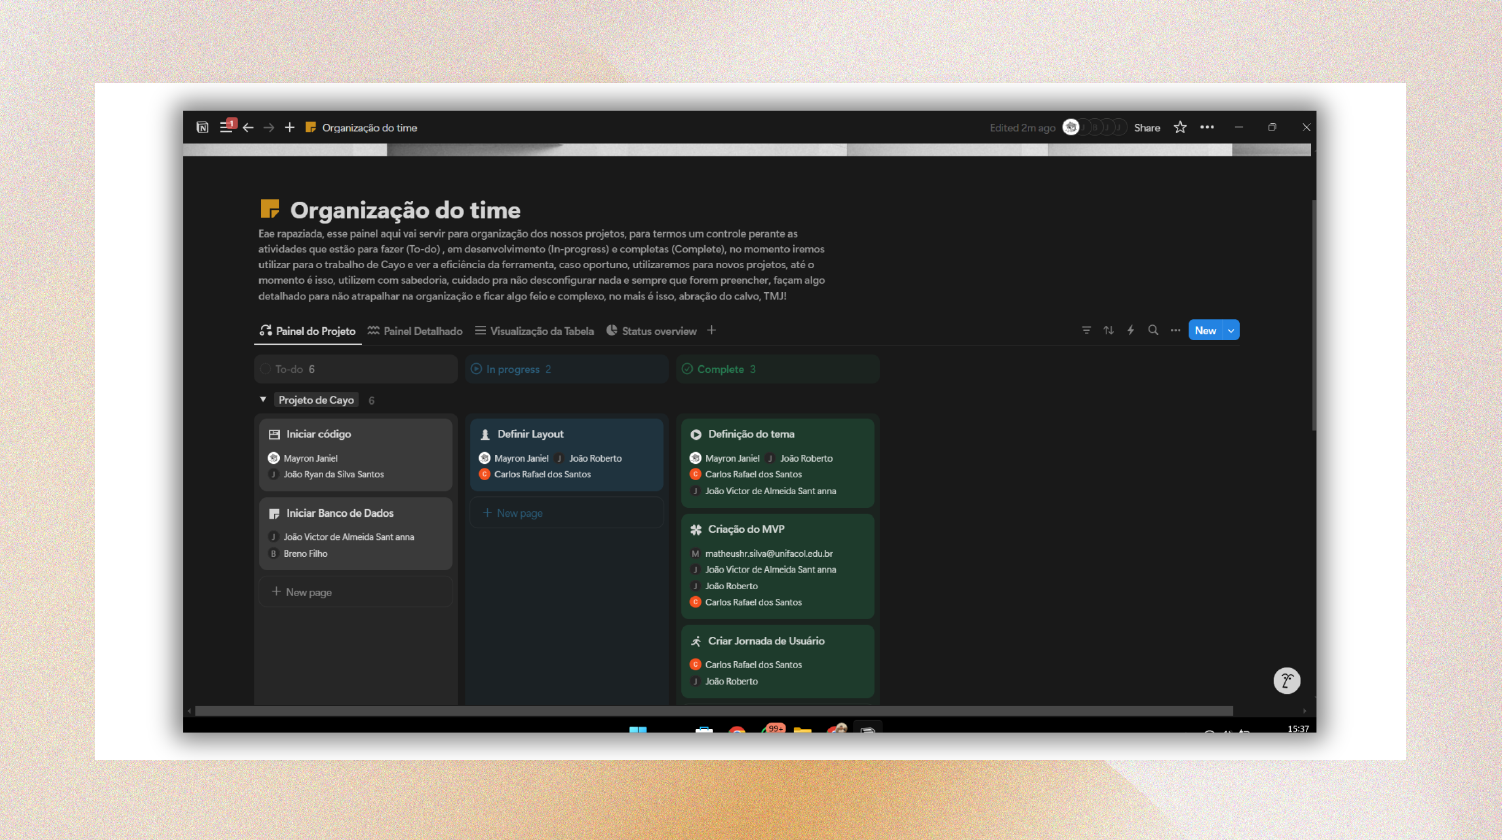 1
Organização do time
Edited 2m ago
Share
Organização do time
Eae rapaziada, esse painel aqui vai servir para organização dos nossos projetos, para termos um controle perante as
atividades que estão para fazer (To-do) , em desenvolvimento (In-progress) e completas (Complete), no momento iremos
utilizar para o trabalho de Cayo e ver a eficiência da ferramenta, caso oportuno, utilizaremos para novos projetos, até o
momento é isso, utilizem com sabedoria, cuidado pra não desconfigurar nada e sempre que forem preencher, façam algo
detalhado para não atrapalhar na organização e ficar algo feio e complexo, no mais é isso, abração do calvo, TMJ!
Painel do Projeto Painel Detalhado Visualização da Tabela Status overview
New
To-do 6
In progress 2
Complete 3
Projeto de Cayo 6
Iniciar código
Mayron Janiel
J João Ryan da Silva Santos
Iniciar Banco de Dados
J João Victor de Almeida Sant anna
B Breno Filho
New page
Definir Layout
Mayron Janiel J João Roberto
C Carlos Rafael dos Santos
New page
Definição do tema
Mayron Janiel J João Roberto
C Carlos Rafael dos Santos
J João Victor de Almeida Sant anna
Criação do MVP
M matheushr.silva@unifacol.edu.br
J João Victor de Almeida Sant anna
J João Roberto
C Carlos Rafael dos Santos
Criar Jornada de Usuário
C Carlos Rafael dos Santos
J João Roberto
99+
15:37